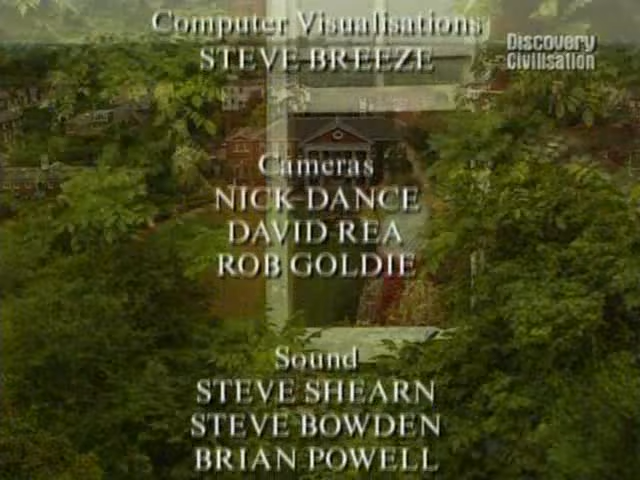 Computer Visualisations
STEVE BREEZE
Discovery
Civilisation
Cameras
NICK DANCE
DAVID REA
ROB GOLDIE
Sound
STEVE SHEARN
STEVE BOWDEN
BRIAN POWELL